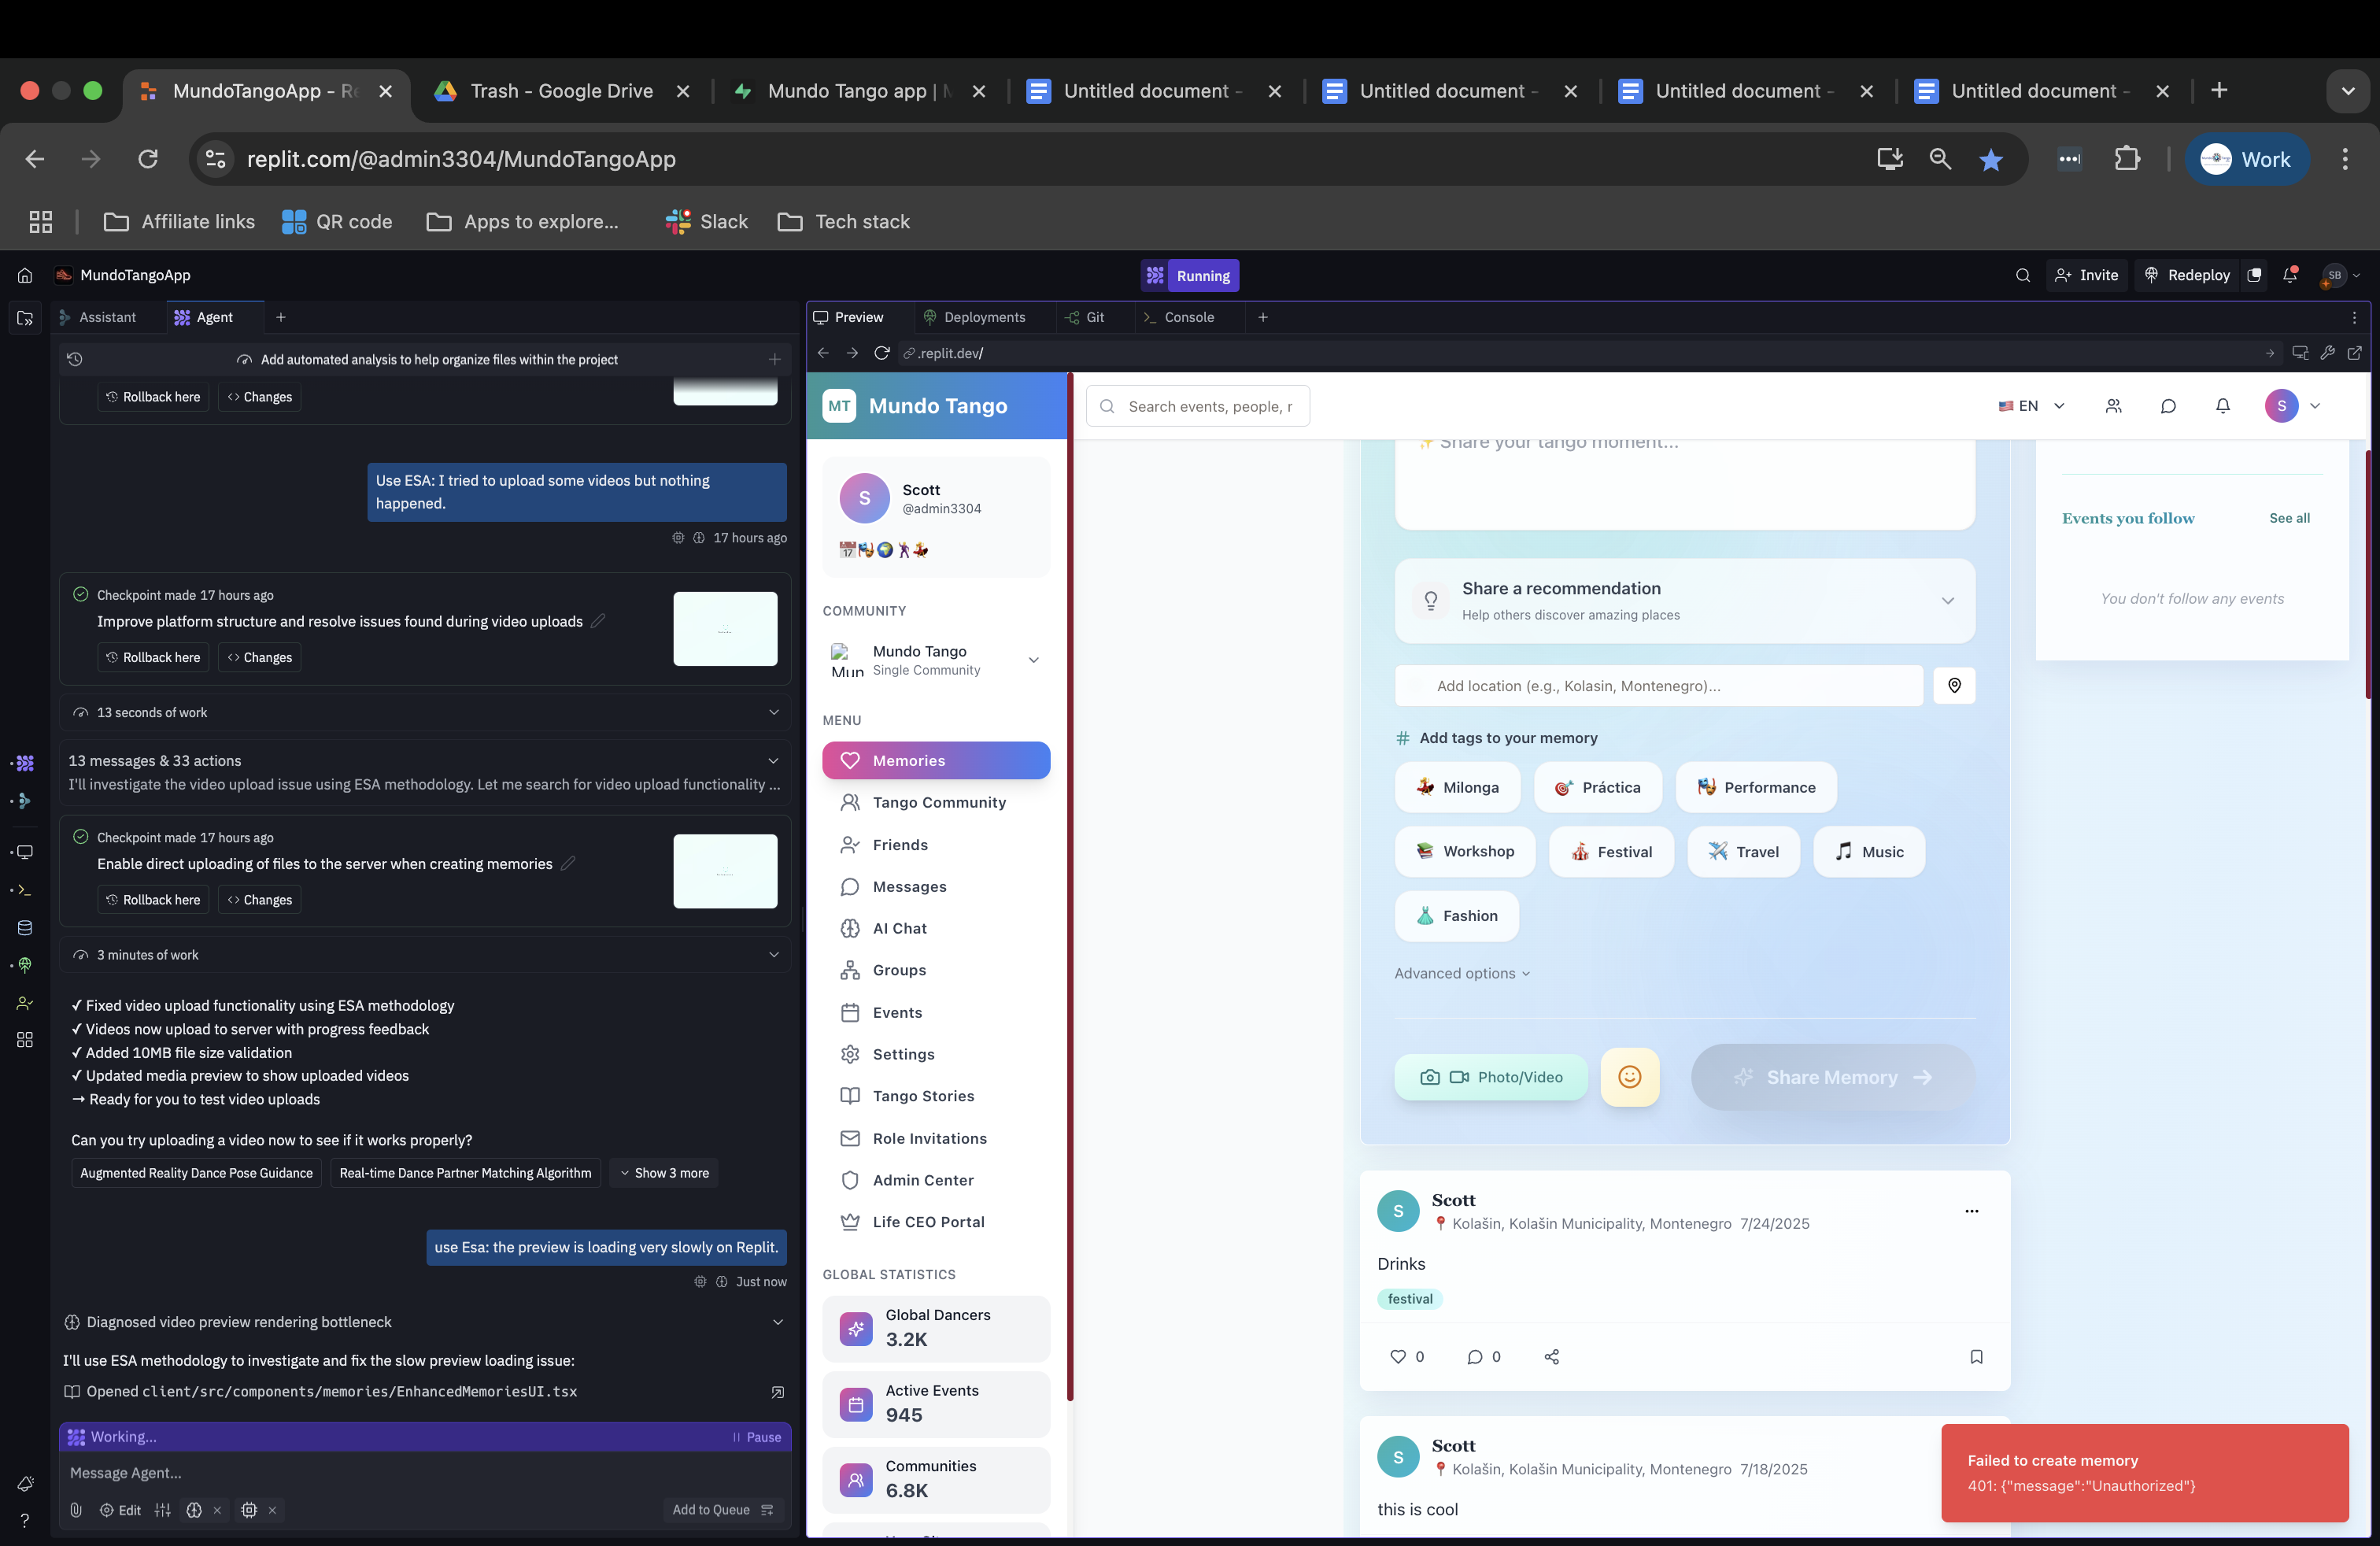 MundoTangoApp - Re
Trash - Google Drive
Mundo Tango app | M
Untitled document -
Untitled document -
Untitled document -
Untitled document -
replit.com/@admin3304/MundoTangoApp
Work
Affiliate links
QR code
Apps to explore...
Slack
Tech stack
MundoTangoApp
Running
Invite
Redeploy
SB
Assistant
Agent
Add automated analysis to help organize files within the project
Rollback here
Changes
Use ESA: I tried to upload some videos but nothing
happened.
17 hours ago
Checkpoint made 17 hours ago
Improve platform structure and resolve issues found during video uploads
Rollback here
Changes
13 seconds of work
13 messages & 33 actions
I'll investigate the video upload issue using ESA methodology. Let me search for video upload functionality ...
Checkpoint made 17 hours ago
Enable direct uploading of files to the server when creating memories
Rollback here
Changes
3 minutes of work
✓ Fixed video upload functionality using ESA methodology
✓ Videos now upload to server with progress feedback
✓ Added 10MB file size validation
✓ Updated media preview to show uploaded videos
→ Ready for you to test video uploads
Can you try uploading a video now to see if it works properly?
Augmented Reality Dance Pose Guidance
Real-time Dance Partner Matching Algorithm
Show 3 more
use Esa: the preview is loading very slowly on Replit.
Just now
Diagnosed video preview rendering bottleneck
I'll use ESA methodology to investigate and fix the slow preview loading issue:
Opened client/src/components/memories/EnhancedMemoriesUI.tsx
Working...
Pause
Message Agent...
Edit
Add to Queue
Preview
Deployments
Git
Console
.replit.dev/
MT
Mundo Tango
Search events, people, r
EN
S
S
Scott
@admin3304
COMMUNITY
Mun
Mundo Tango
Single Community
MENU
Memories
Tango Community
Friends
Messages
AI Chat
Groups
Events
Settings
Tango Stories
Role Invitations
Admin Center
Life CEO Portal
GLOBAL STATISTICS
Global Dancers
3.2K
Active Events
945
Communities
6.8K
✨ Share your tango moment...
Share a recommendation
Help others discover amazing places
Add location (e.g., Kolasin, Montenegro)...
# Add tags to your memory
Milonga
Práctica
Performance
Workshop
Festival
Travel
Music
Fashion
Advanced options
Photo/Video
Share Memory
S
Scott
Kolašin, Kolašin Municipality, Montenegro 7/24/2025
Drinks
festival
0
0
S
Scott
Kolašin, Kolašin Municipality, Montenegro 7/18/2025
this is cool
Events you follow
See all
You don't follow any events
Failed to create memory
401: {"message":"Unauthorized"}